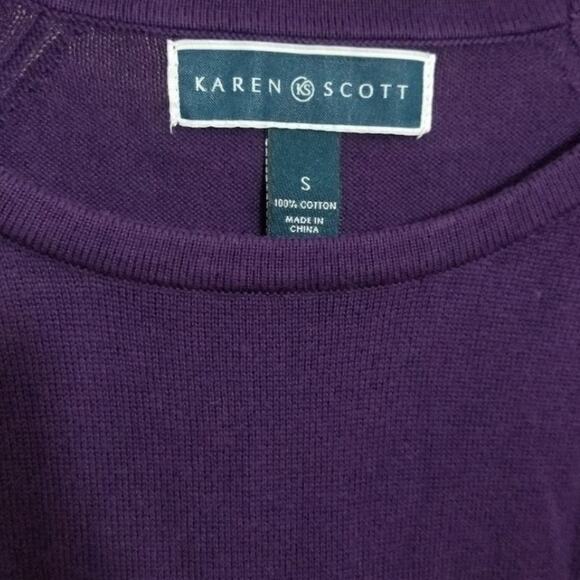 KAREN KS SCOTT
S
100% COTTON
MADE IN
CHINA